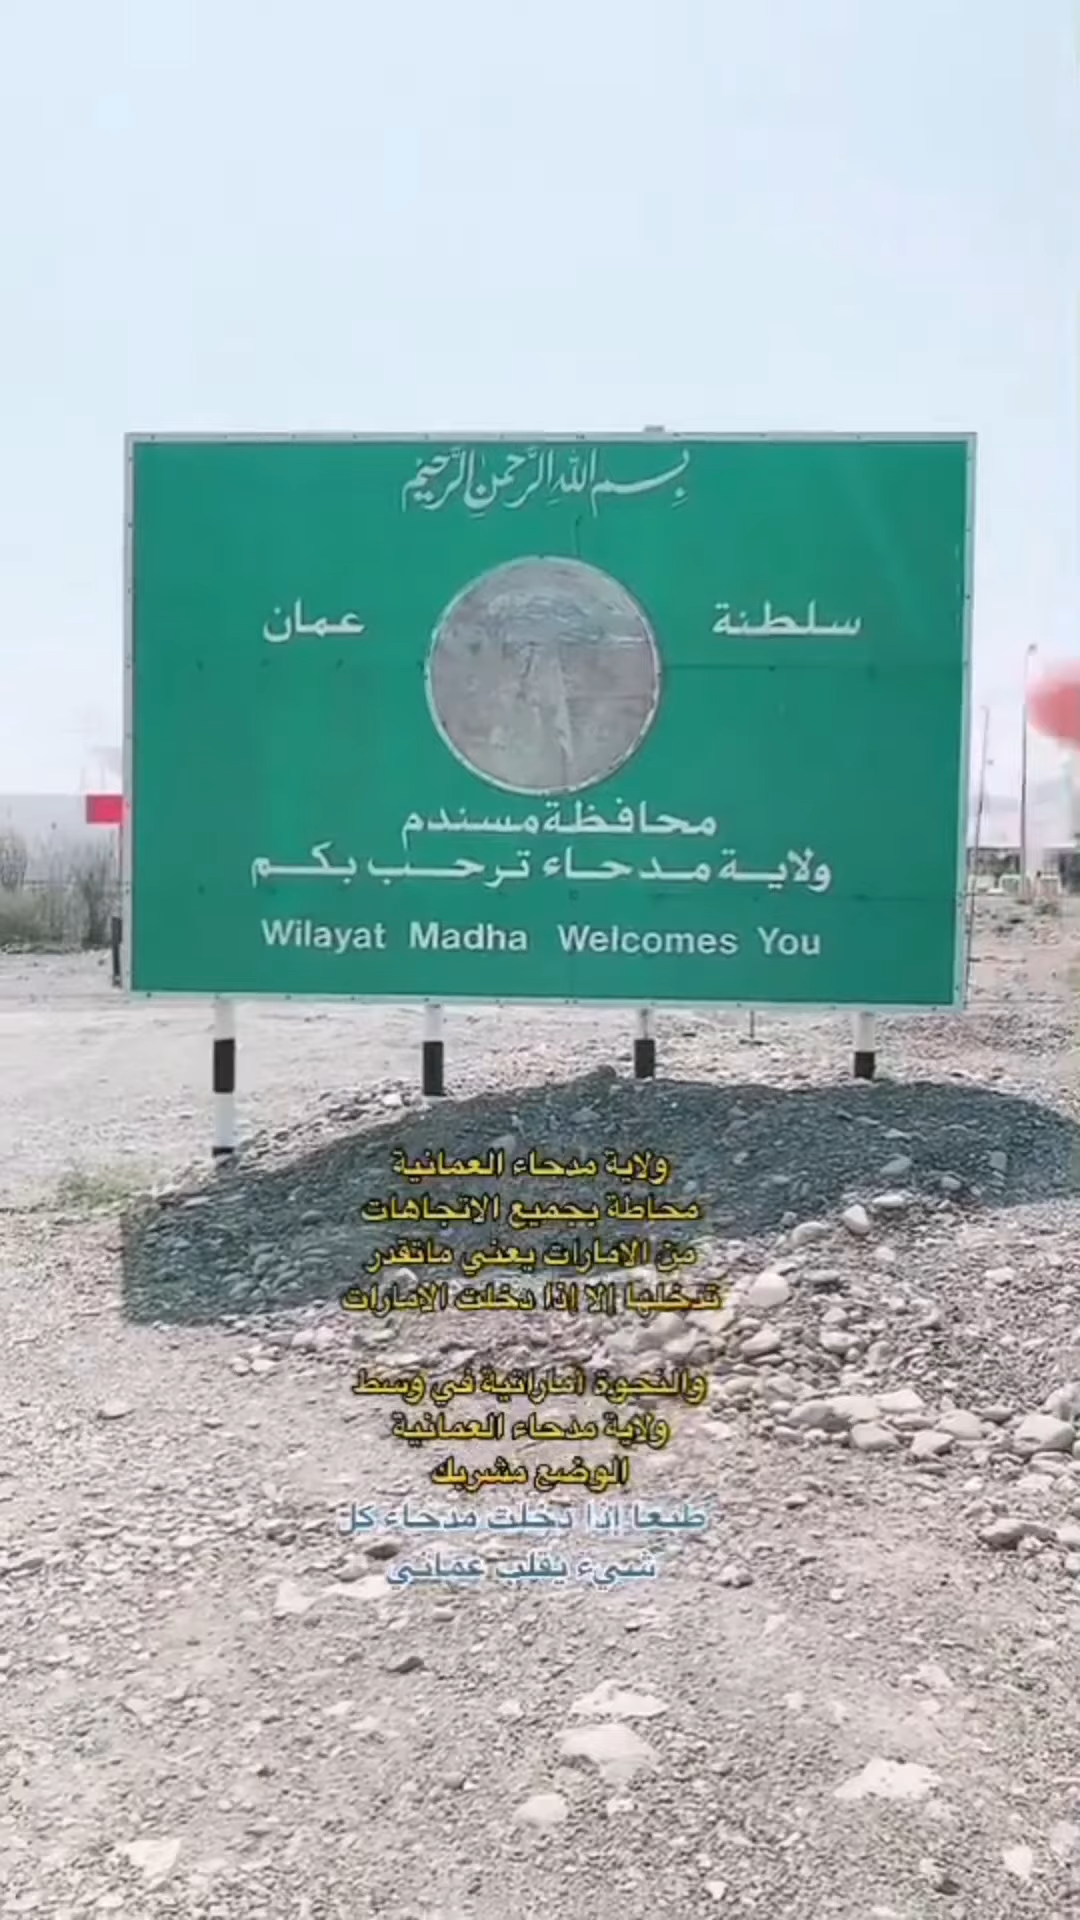 بسم الله الرحمن الرحيم
سلطنة عمان
محافظة مسندم
ولاية مدحاء ترحب بكم
Wilayat Madha Welcomes You
ولاية مدحاء العمانية
محاطة بجميع الاتجاهات
من الامارات يعني ماتقدر
تدخلها إلا إذا دخلت الامارات
والنحوة أماراتية في وسط
ولاية مدحاء العمانية
الوضع مشربك
طبعا إذا دخلت مدحاء كل
شيء يقلب عماني